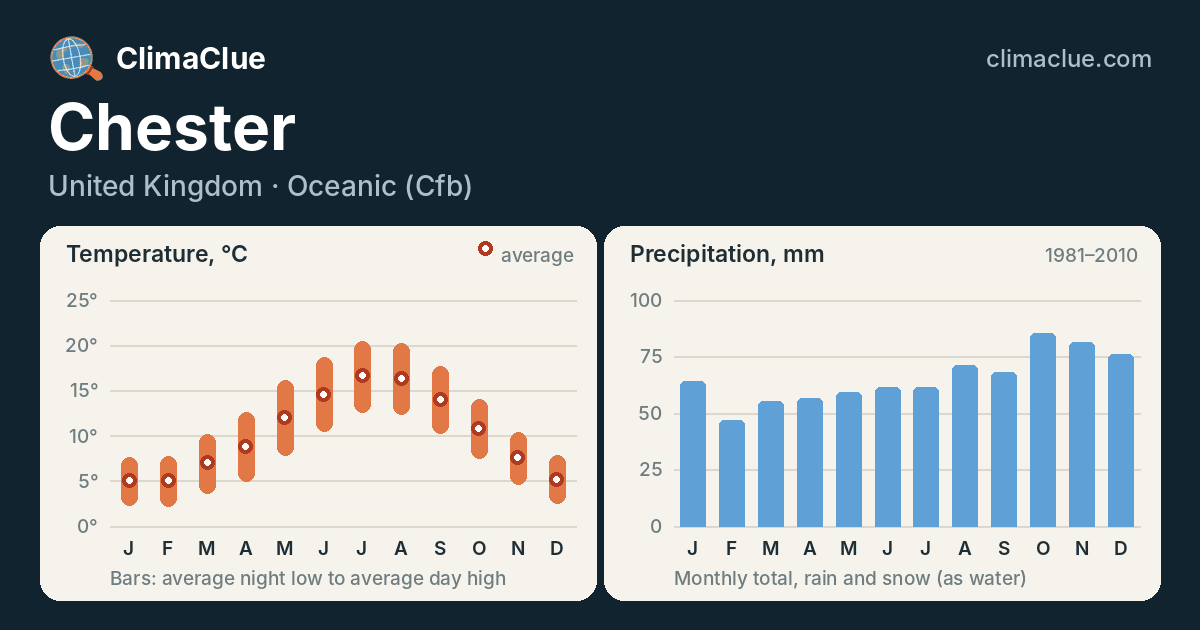 ClimaClue
climaclue.com
Chester
United Kingdom · Oceanic (Cfb)
Temperature, °C
average
25°
20°
15°
10°
5°
0°
J F M A M J J A S O N D
Bars: average night low to average day high
Precipitation, mm
1981–2010
100
75
50
25
0
J F M A M J J A S O N D
Monthly total, rain and snow (as water)